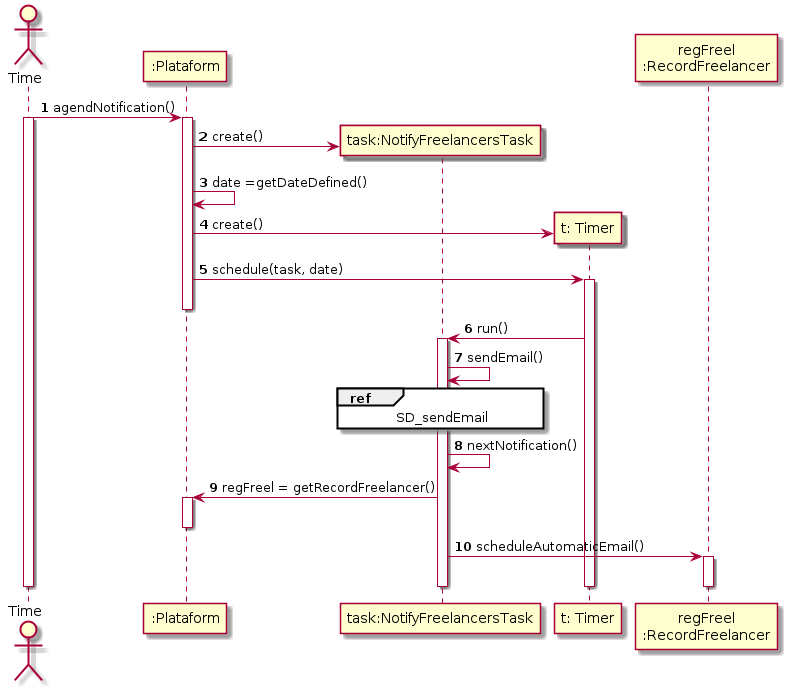 Time
:Plataform
regFreel
:RecordFreelancer
1 agendNotification()
2 create()
task:NotifyFreelancersTask
3 date =getDateDefined()
4 create()
t: Timer
5 schedule(task, date)
6 run()
7 sendEmail()
ref
SD_sendEmail
8 nextNotification()
9 regFreel = getRecordFreelancer()
10 scheduleAutomaticEmail()
Time
:Plataform
task:NotifyFreelancersTask
t: Timer
regFreel
:RecordFreelancer